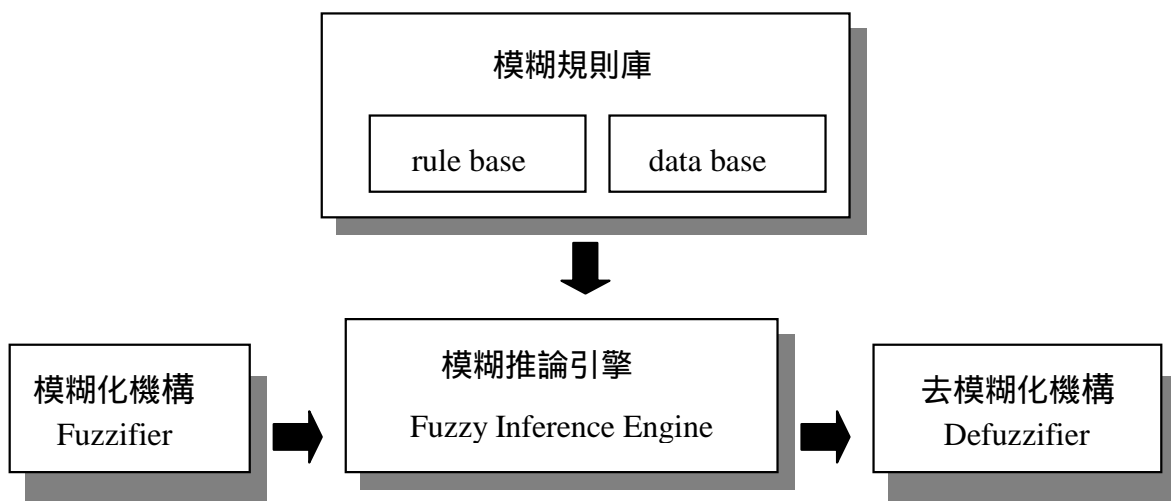 模糊規則庫
rule base
data base
模糊化機構
Fuzzifier
模糊推論引擎
Fuzzy Inference Engine
去模糊化機構
Defuzzifier